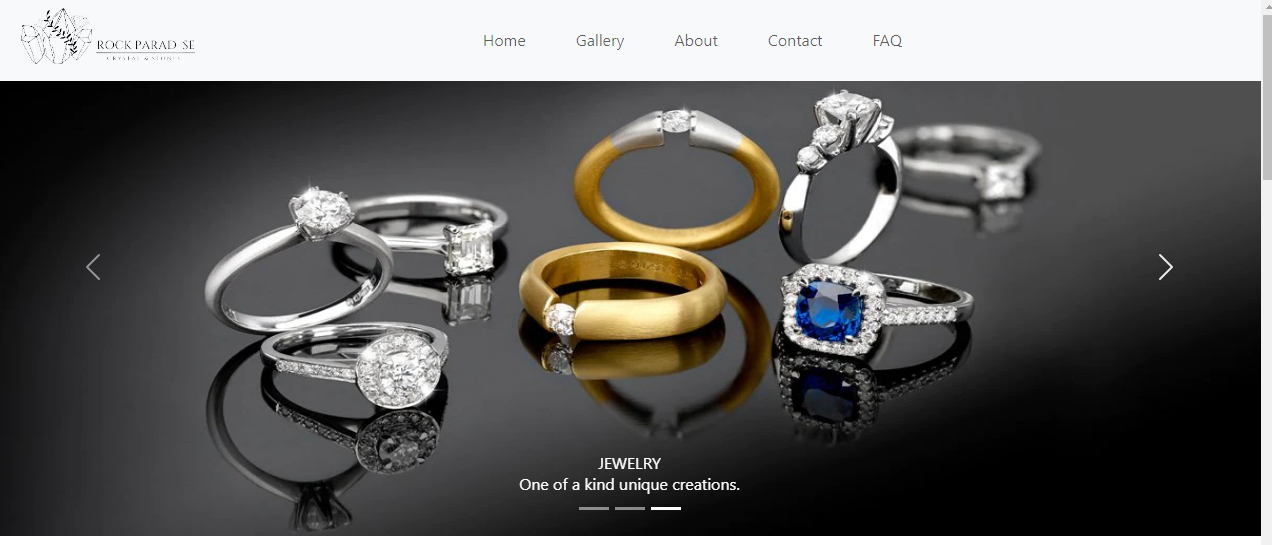 ROCK PARAD SE
CRYSTAL & STONES
Home Gallery About Contact FAQ
JEWELRY
One of a kind unique creations.